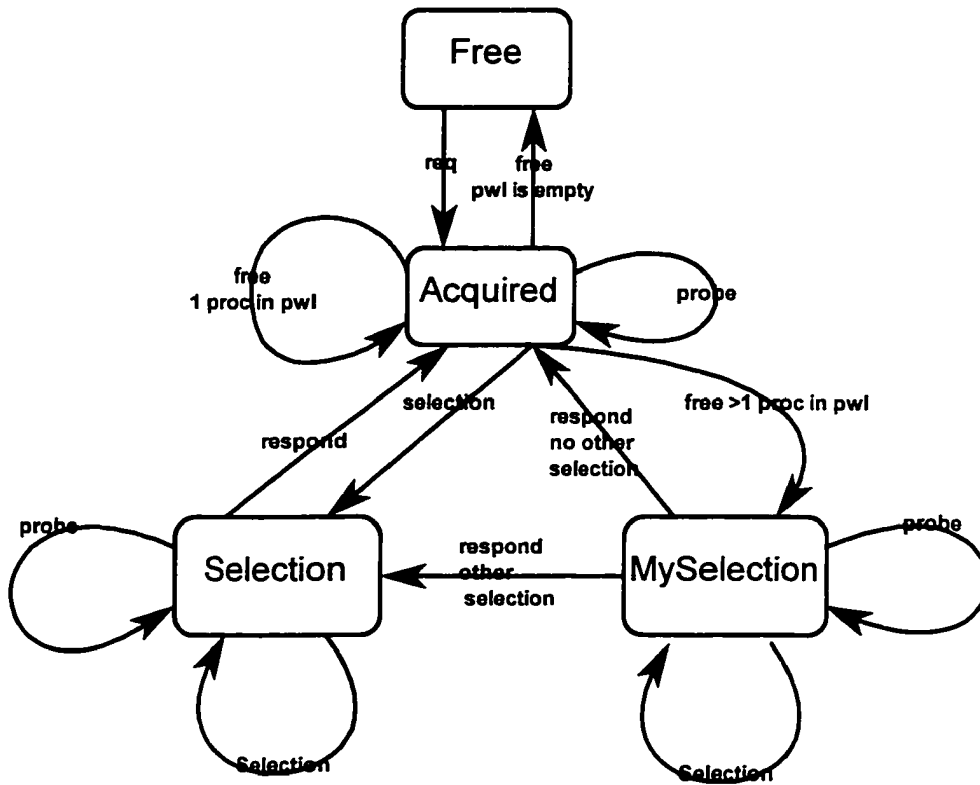 Free
req
free
pwl is empty
free
1 proc in pwl
Acquired
probe
selection
free >1 proc in pwl
respond
respond
no other
selection
probe
Selection
respond
other
selection
MySelection
probe
Selection
Selection